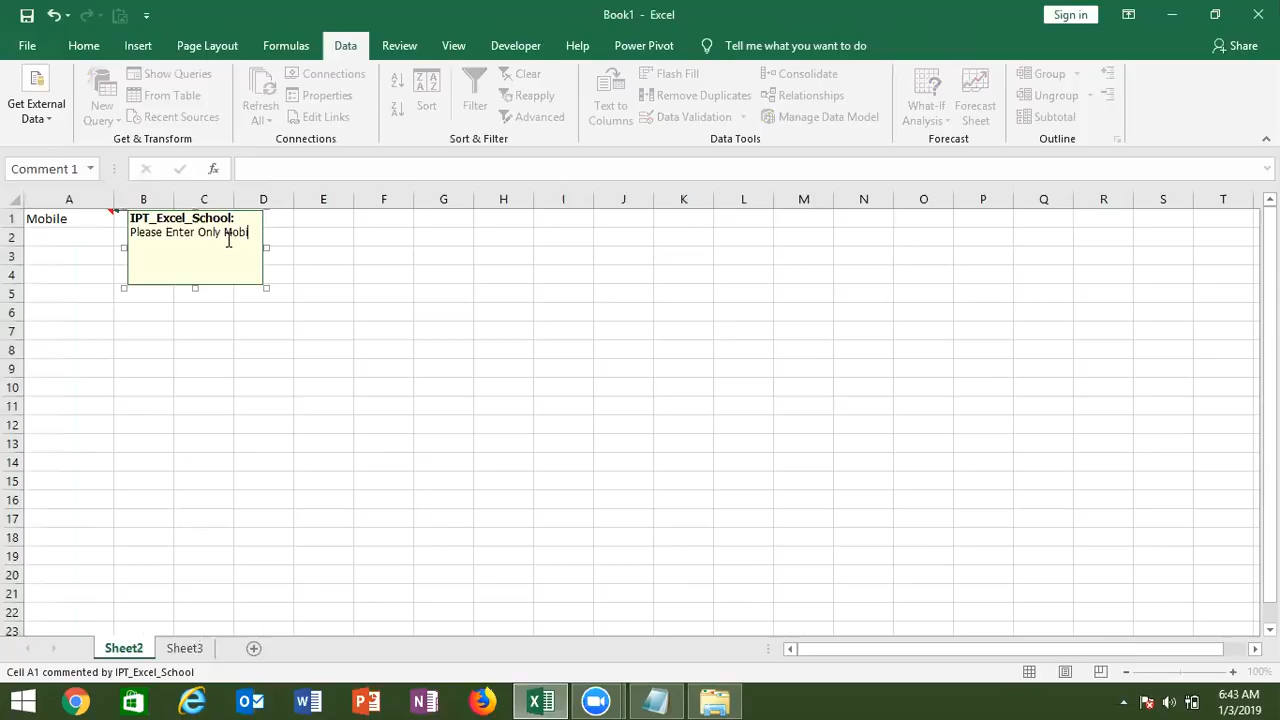 Book1 - Excel
Sign in
File Home Insert Page Layout Formulas Data Review View Developer Help Power Pivot Tell me what you want to do Share
Get External Data
New Query
Show Queries
From Table
Recent Sources
Get & Transform
Refresh All
Connections
Properties
Edit Links
Connections
Sort
Filter
Clear
Reapply
Advanced
Sort & Filter
Text to Columns
Flash Fill
Remove Duplicates
Data Validation
Consolidate
Relationships
Manage Data Model
Data Tools
What-If Analysis
Forecast Sheet
Forecast
Group
Ungroup
Subtotal
Outline
Comment 1
fx
A B C D E F G H I J K L M N O P Q R S T
1 Mobile
IPT_Excel_School:
Please Enter Only Mobi
2
3
4
5
6
7
8
9
10
11
12
13
14
15
16
17
18
19
20
21
22
23
Sheet2 Sheet3
Cell A1 commented by IPT_Excel_School
100%
6:43 AM
1/3/2019